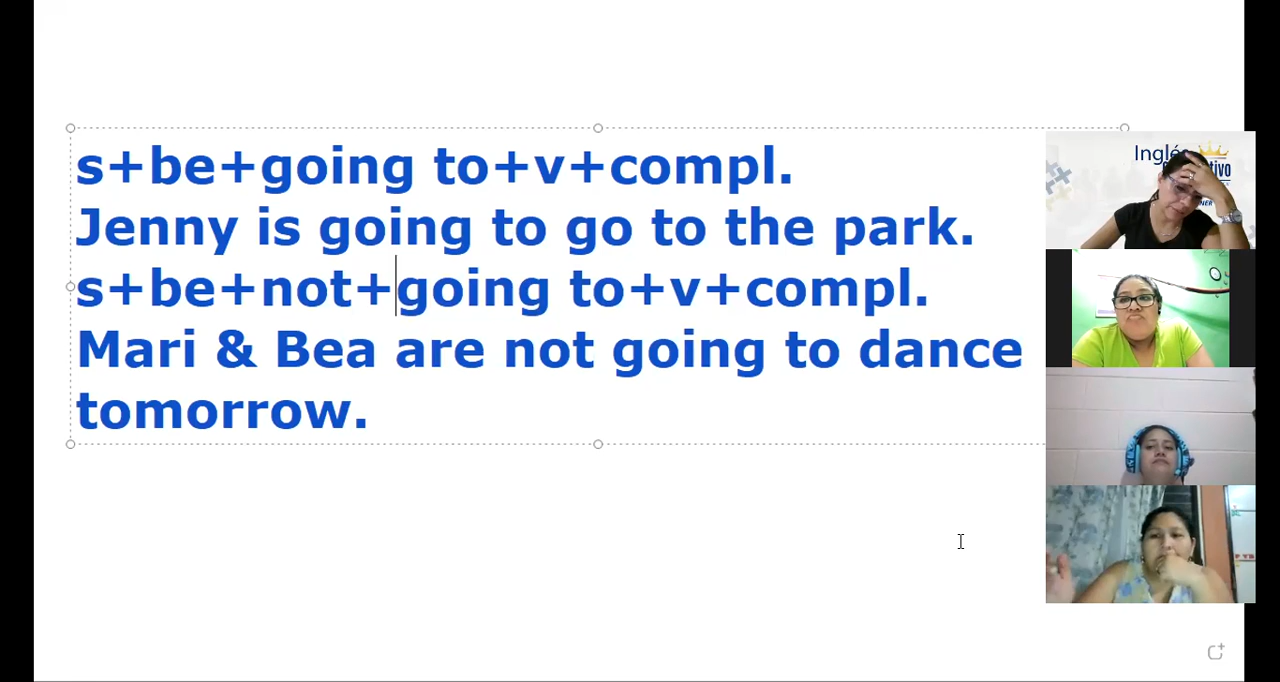 s+be+going to+v+compl.
Jenny is going to go to the park.
s+be+not+going to+v+compl.
Mari & Bea are not going to dance
tomorrow.